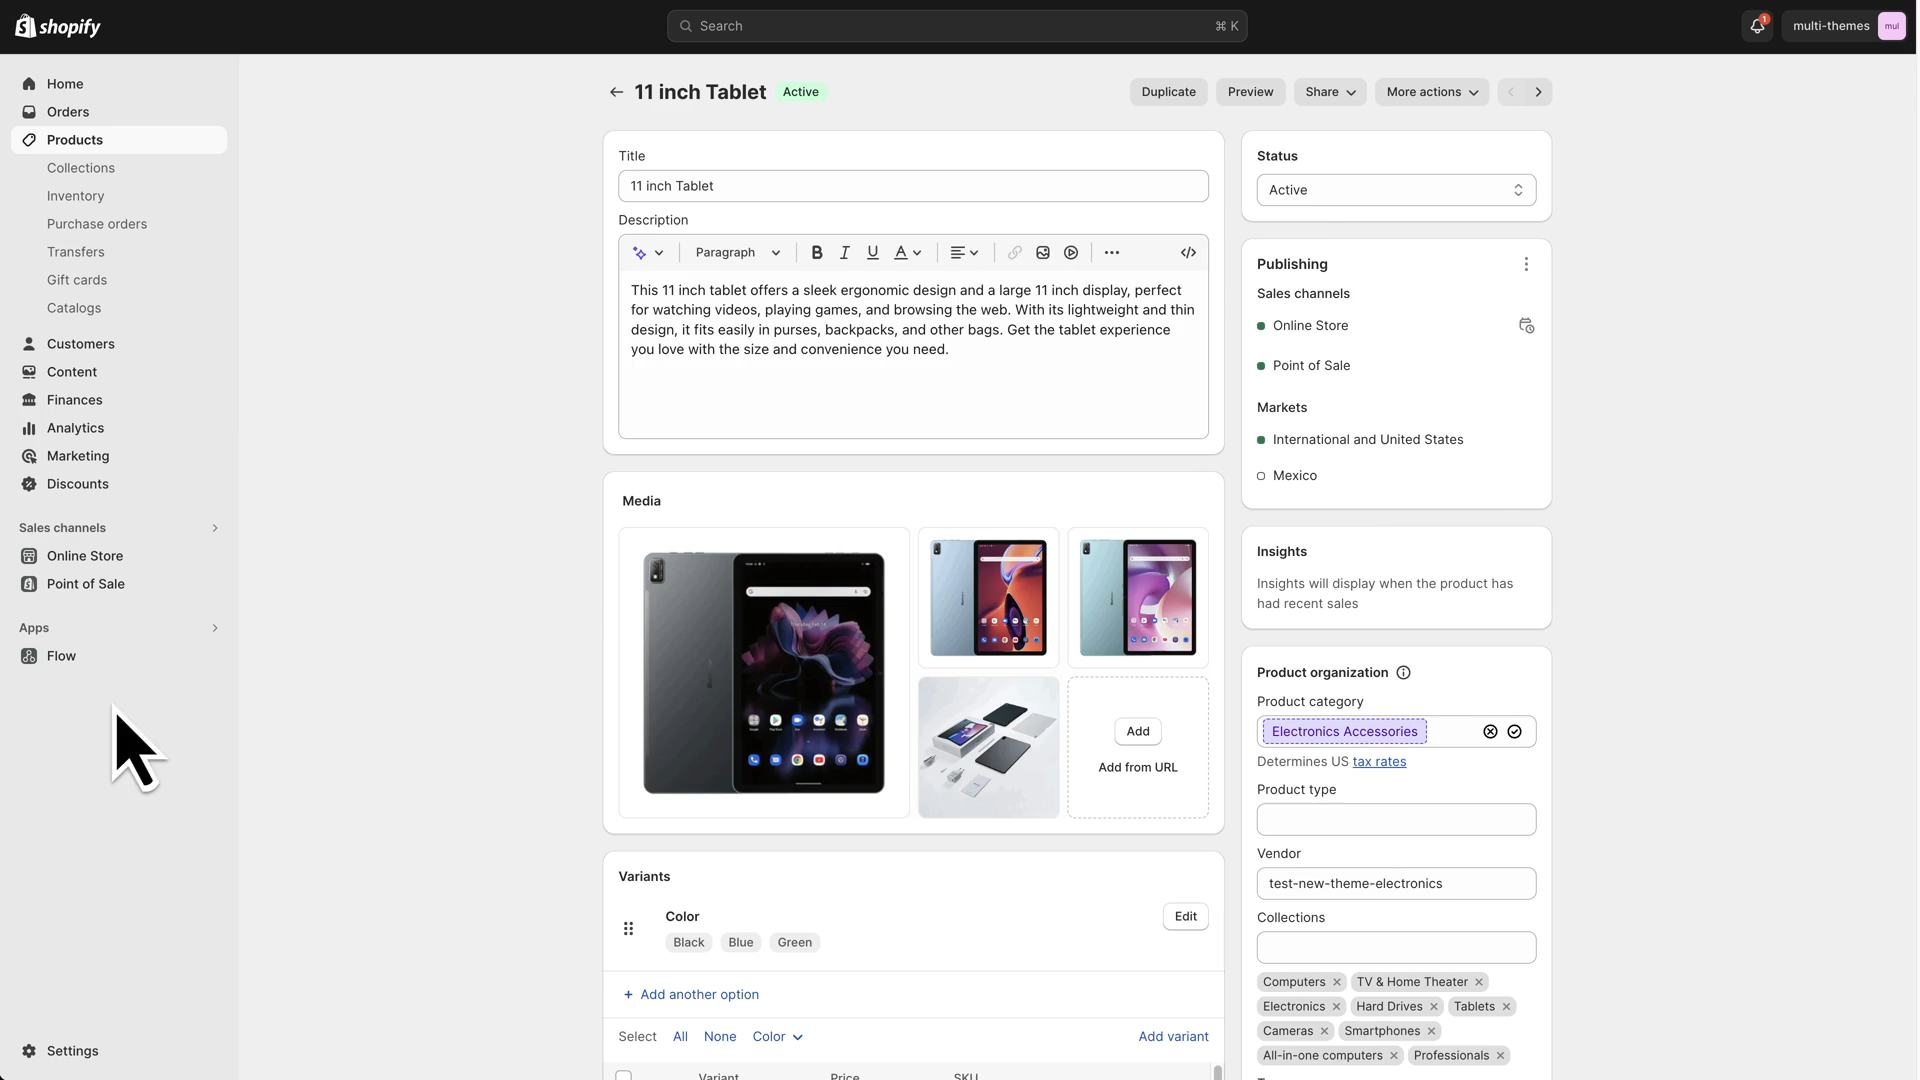 shopify
Search
⌘ K
1
multi-themes
mul
Home
Orders
Products
Collections
Inventory
Purchase orders
Transfers
Gift cards
Catalogs
Customers
Content
Finances
Analytics
Marketing
Discounts
Sales channels
Online Store
Point of Sale
Apps
Flow
Settings
11 inch Tablet
Active
Duplicate
Preview
Share
More actions
Title
11 inch Tablet
Description
Paragraph
B I U A
This 11 inch tablet offers a sleek ergonomic design and a large 11 inch display, perfect
for watching videos, playing games, and browsing the web. With its lightweight and thin
design, it fits easily in purses, backpacks, and other bags. Get the tablet experience
you love with the size and convenience you need.
Media
Add
Add from URL
Variants
Color
Edit
Black
Blue
Green
+ Add another option
Select
All
None
Color
Add variant
Variant
Price
SKU
Status
Active
Publishing
Sales channels
Online Store
Point of Sale
Markets
International and United States
Mexico
Insights
Insights will display when the product has
had recent sales
Product organization
Product category
Electronics Accessories
Determines US tax rates
Product type
Vendor
test-new-theme-electronics
Collections
Computers
TV & Home Theater
Electronics
Hard Drives
Tablets
Cameras
Smartphones
All-in-one computers
Professionals